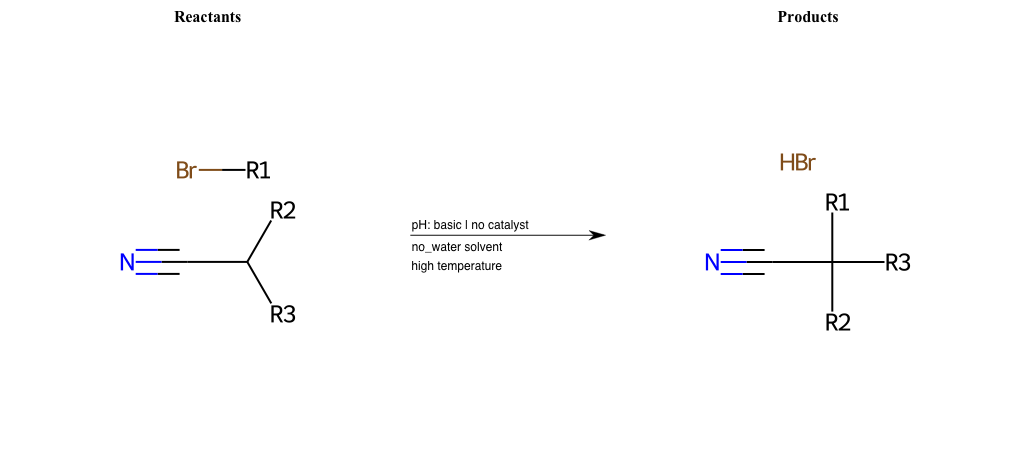 Reactants
Products
Br R1
R2
N
R3
pH: basic | no catalyst
no_water solvent
high temperature
HBr
R1
N R3
R2